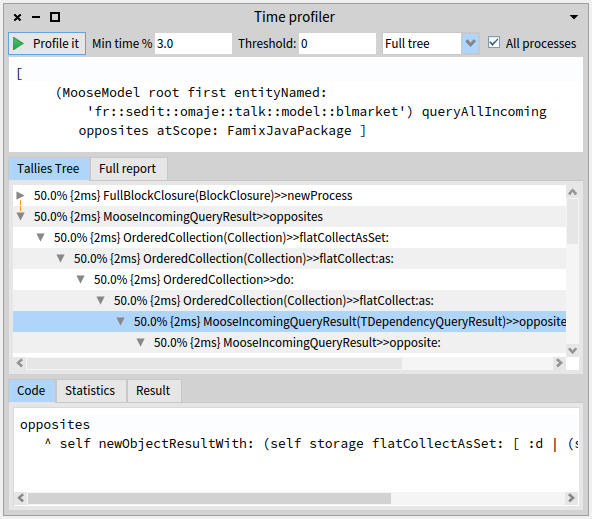 Time profiler
Profile it Min time % 3.0 Threshold: 0 Full tree All processes
[
(MooseModel root first entityNamed:
'fr::sedit::omaje::talk::model::blmarket') queryAllIncoming
opposites atScope: FamixJavaPackage ]
Tallies Tree Full report
50.0% {2ms} FullBlockClosure(BlockClosure)>>newProcess
50.0% {2ms} MooseIncomingQueryResult>>opposites
50.0% {2ms} OrderedCollection(Collection)>>flatCollectAsSet:
50.0% {2ms} OrderedCollection(Collection)>>flatCollect:as:
50.0% {2ms} OrderedCollection>>do:
50.0% {2ms} OrderedCollection(Collection)>>flatCollect:as:
50.0% {2ms} MooseIncomingQueryResult(TDependencyQueryResult)>>opposite
50.0% {2ms} MooseIncomingQueryResult>>opposite:
Code Statistics Result
opposites
^ self newObjectResultWith: (self storage flatCollectAsSet: [ :d | (s